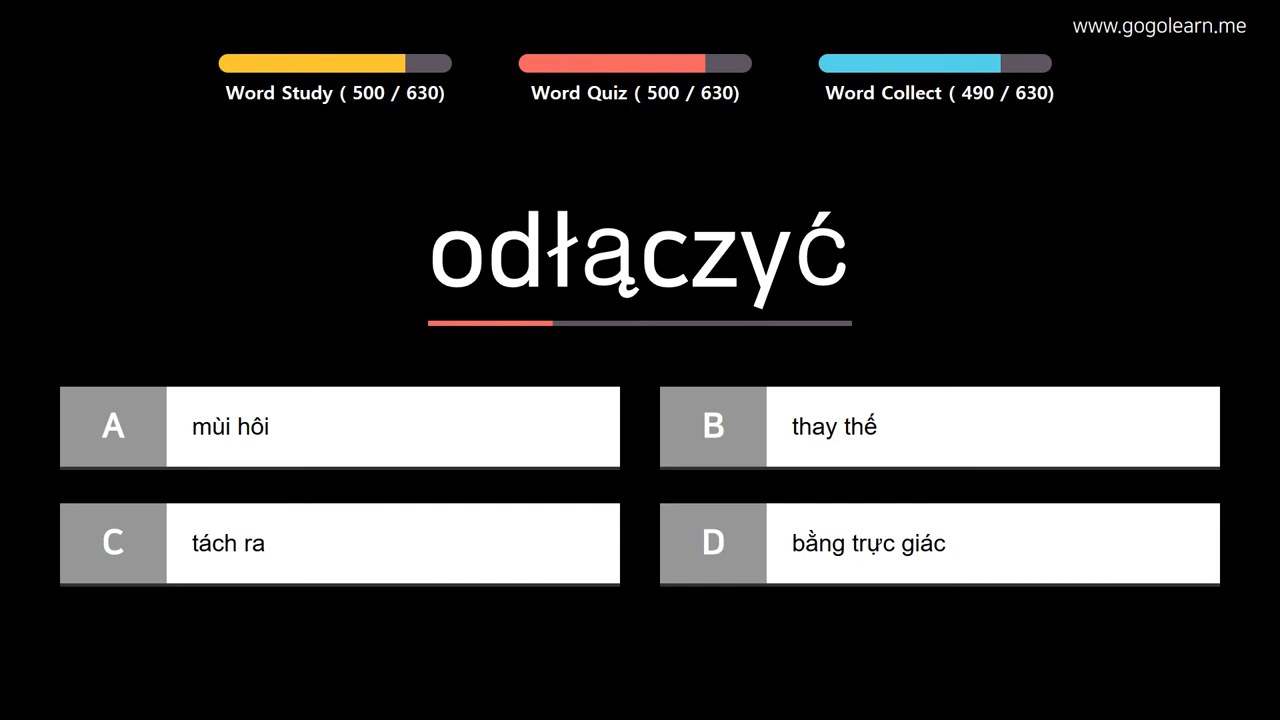 www.gogolearn.me
Word Study ( 500 / 630)
Word Quiz ( 500 / 630)
Word Collect ( 490 / 630)
odłączyć
A mùi hôi
B thay thế
C tách ra
D bằng trực giác